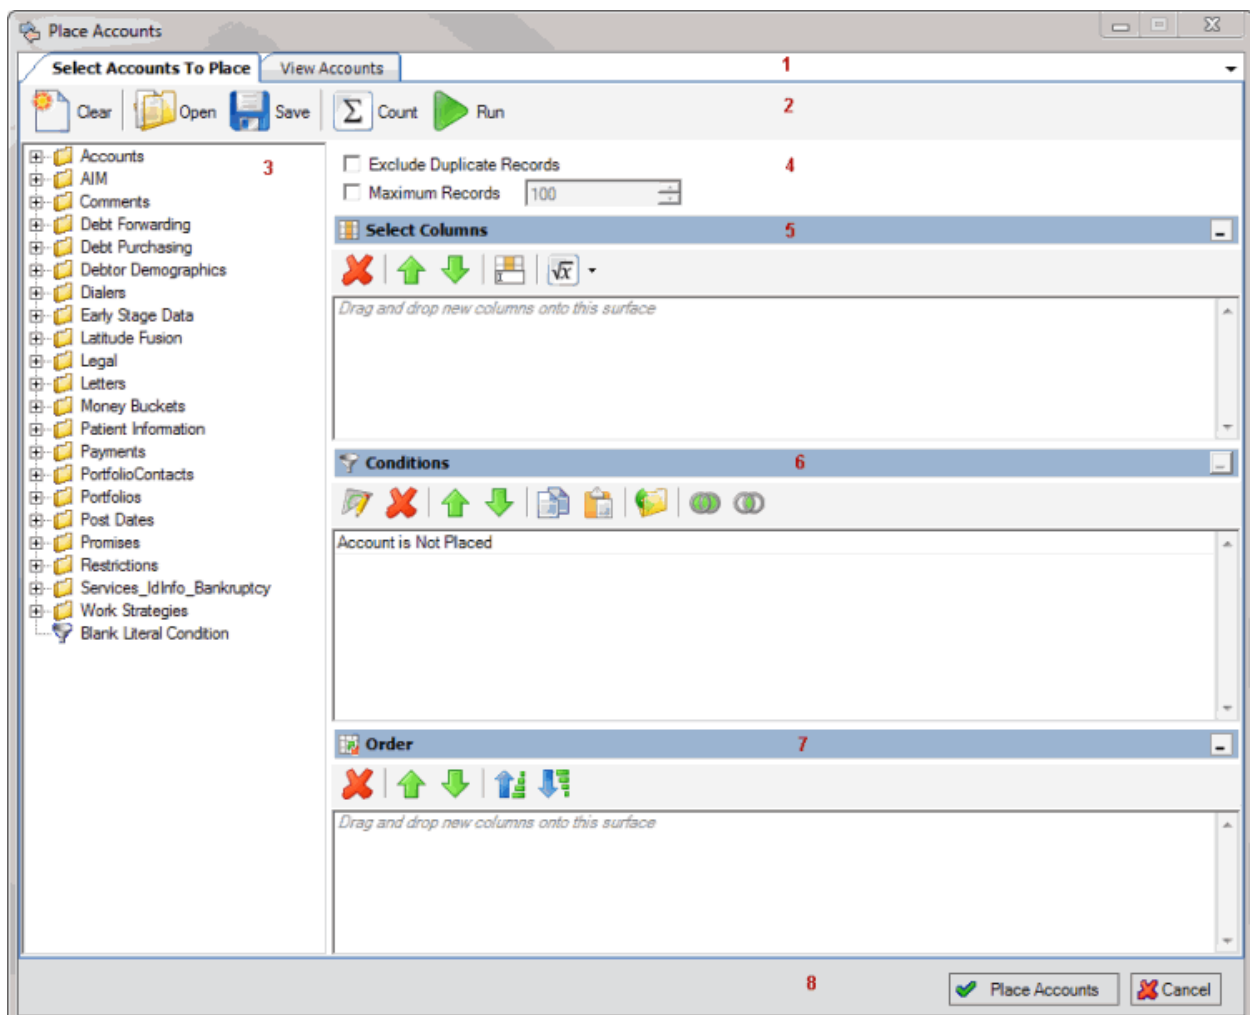 Place Accounts
Select Accounts To Place View Accounts 1
Clear Open Save Count Run 2
3
Accounts
AIM
Comments
Debt Forwarding
Debt Purchasing
Debtor Demographics
Dialers
Early Stage Data
Latitude Fusion
Legal
Letters
Money Buckets
Patient Information
Payments
PortfolioContacts
Portfolios
Post Dates
Promises
Restrictions
Services_IdInfo_Bankruptcy
Work Strategies
Blank Literal Condition
Exclude Duplicate Records 4
Maximum Records 100
Select Columns 5
√x
Drag and drop new columns onto this surface
Conditions 6
Account is Not Placed
Order 7
Drag and drop new columns onto this surface
8 Place Accounts Cancel